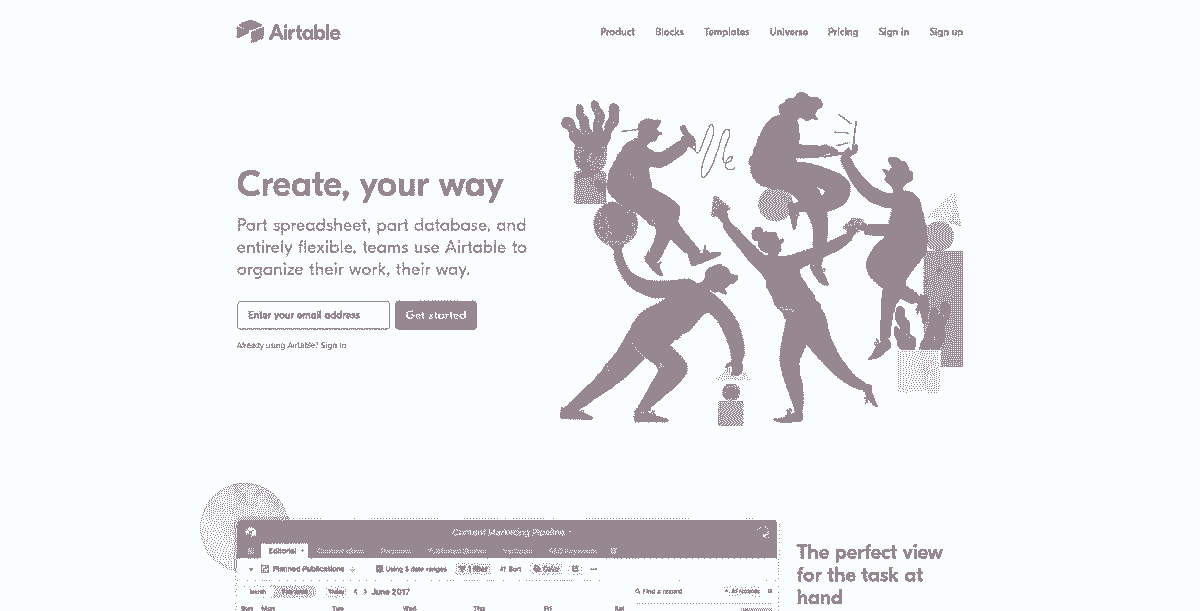 Airtable
Product Blocks Templates Universe Pricing Sign in Sign up
Create, your way
Part spreadsheet, part database, and
entirely flexible, teams use Airtable to
organize their work, their way.
Enter your email address Get started
Already using Airtable? Sign in
Content Marketing Pipeline
Editorial
Planned Publications Using 3 date ranges 1 filter Sort Color
Month Today June 2017 Find a record
Sun Mon Tue Wed Thu Fri Sat
The perfect view
for the task at
hand